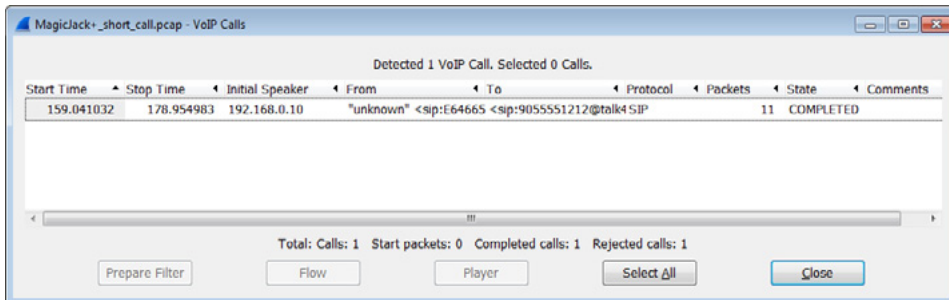 MagicJack+_short_call.pcap - VoIP Calls
Detected 1 VoIP Call. Selected 0 Calls.
Start Time Stop Time Initial Speaker From To Protocol Packets State Comments
159.041032 178.954983 192.168.0.10 "unknown" <sip:E64665 <sip:9055551212@talk4 SIP 11 COMPLETED
Total: Calls: 1 Start packets: 0 Completed calls: 1 Rejected calls: 1
Prepare Filter Flow Player Select All Close